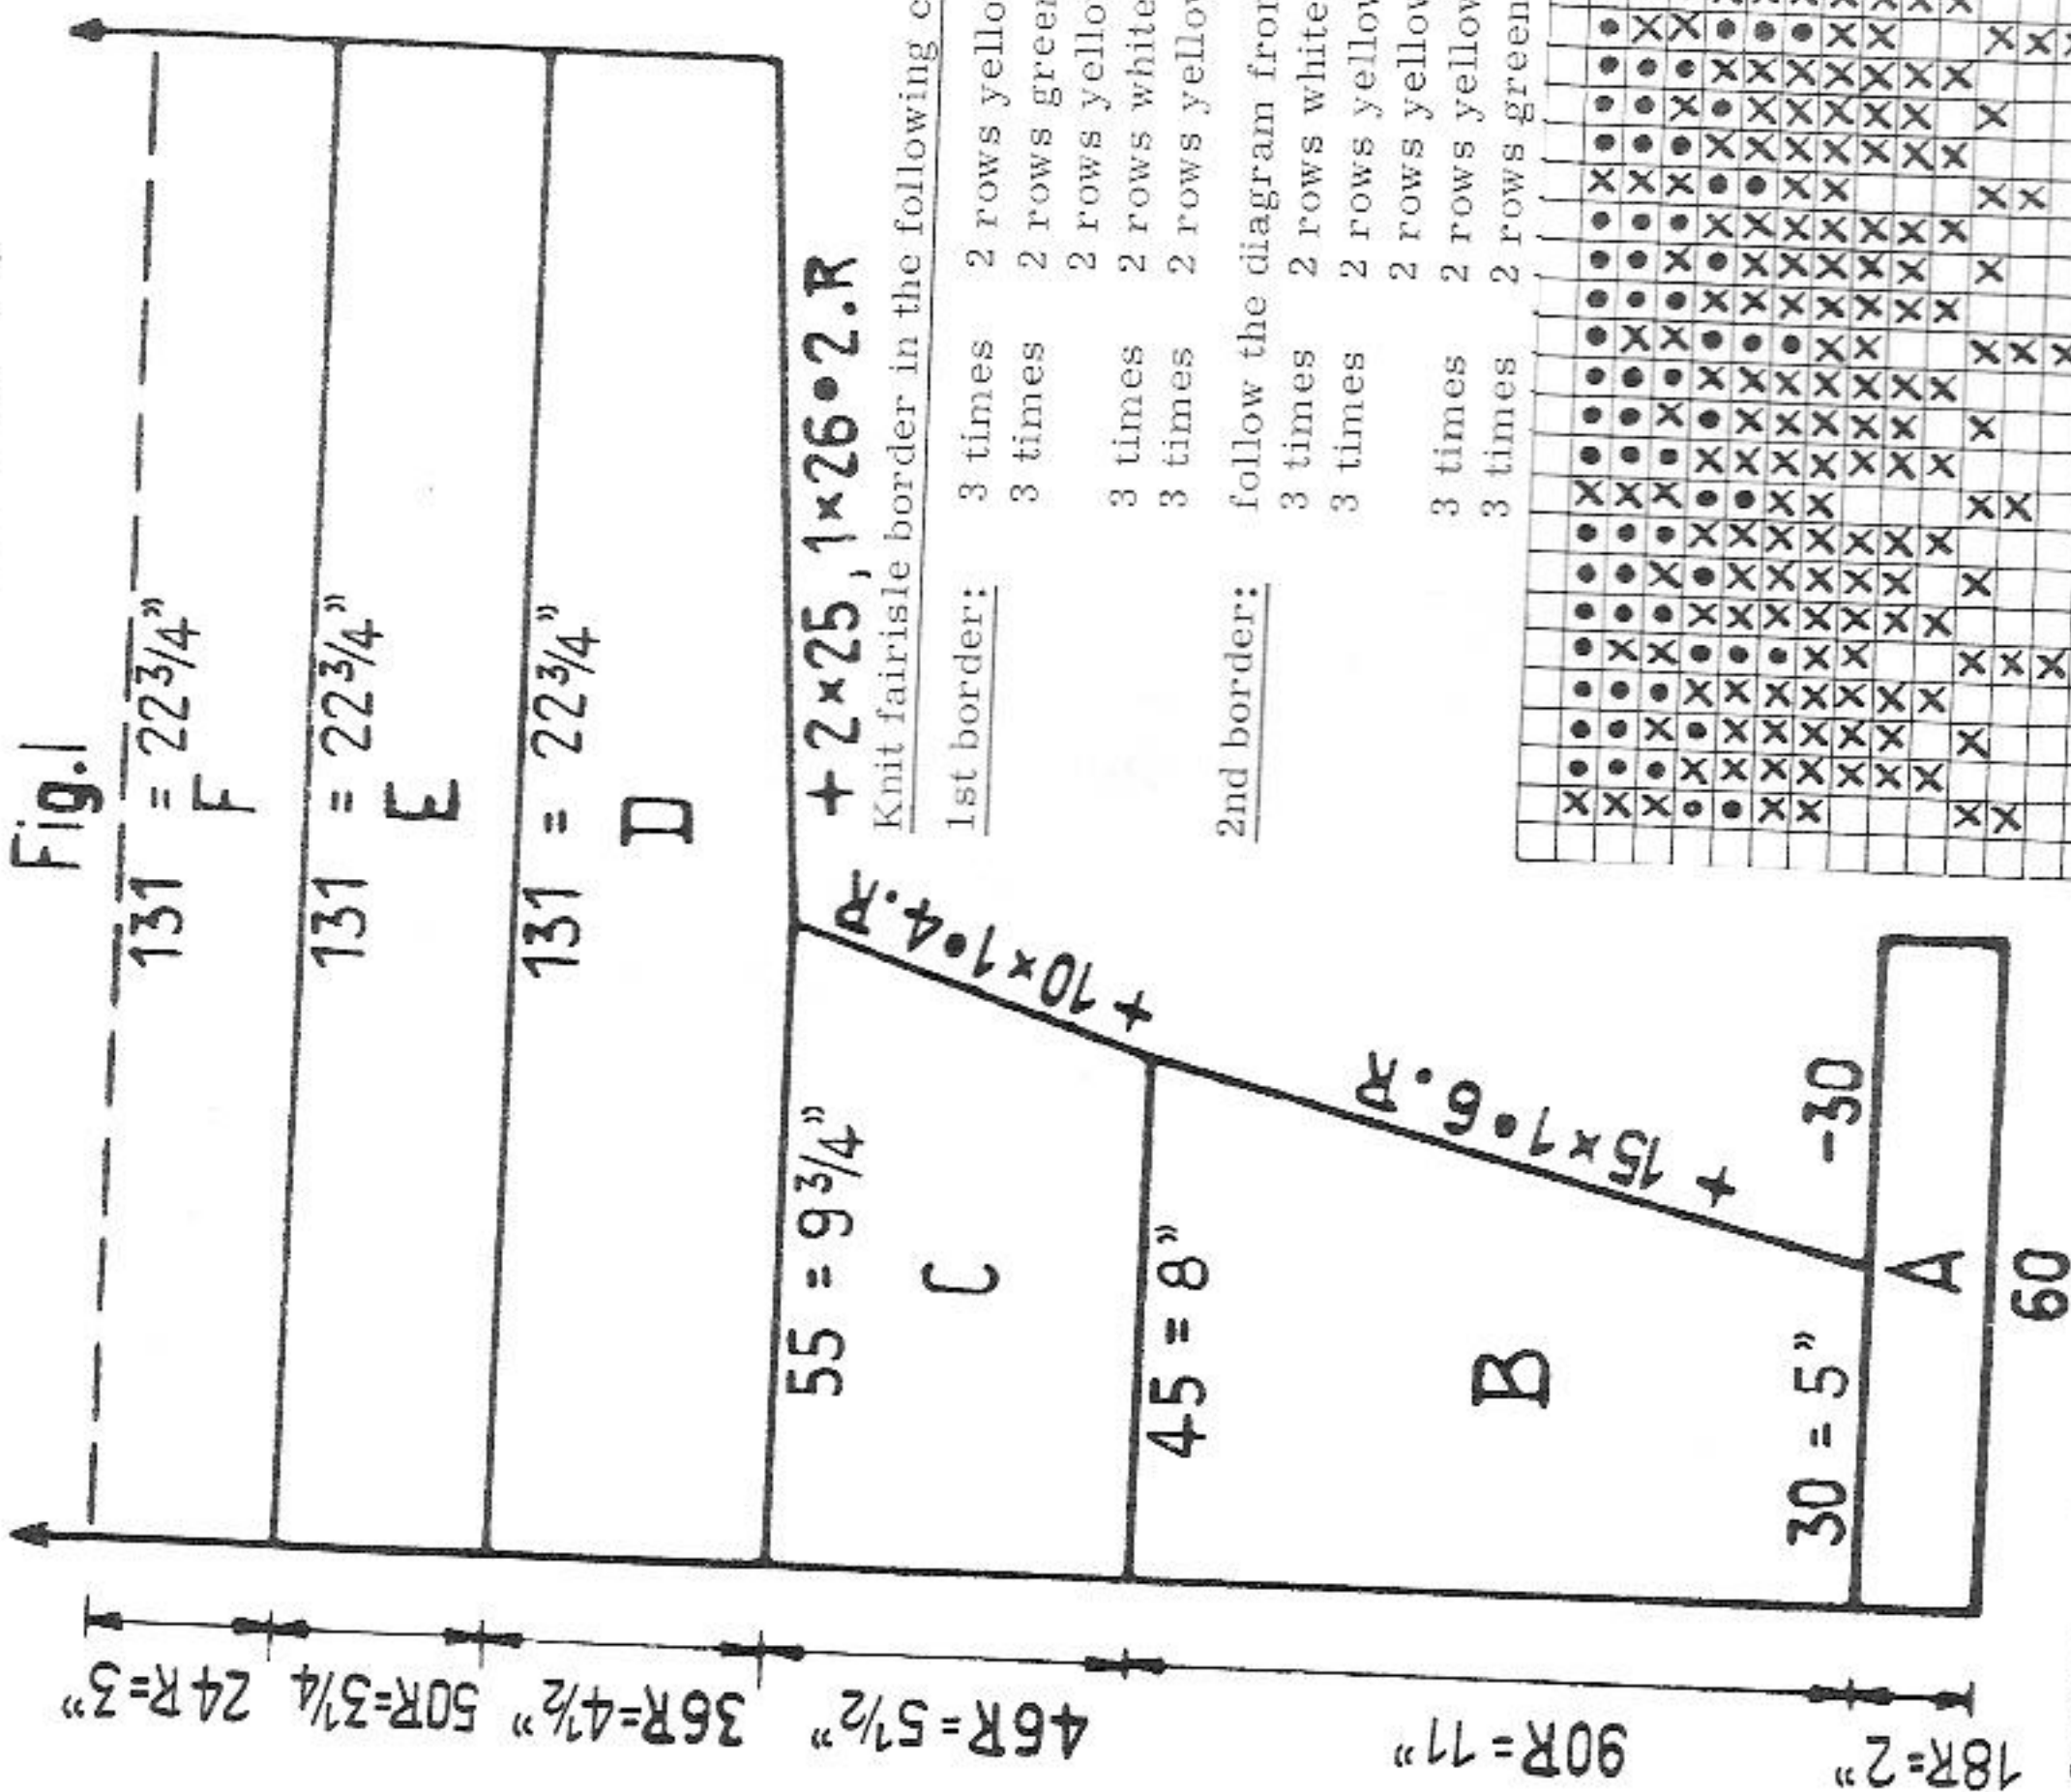 Fig.1
131 = 22 3/4"
F
131 = 22 3/4"
E
131 = 22 3/4"
D
+ 2×25, 1×26•2.R
55 = 9 3/4"
C
+ 10×1•4.R
45 = 8"
B
+ 15×1•6.R
30 = 5"
-30
A
60
24R=3"
50R=3 1/4
36R=4 1/2"
46R=5 1/2"
90R=11"
18R=2"
Knit fairisle border in the following
1st border: 3 times 2 rows yello
3 times 2 rows green
2 rows yello
3 times 2 rows white
3 times 2 rows yellow
2nd border: follow the diagram from
3 times 2 rows white
3 times 2 rows yellow
2 rows yellow
3 times 2 rows yellow
3 times 2 rows green